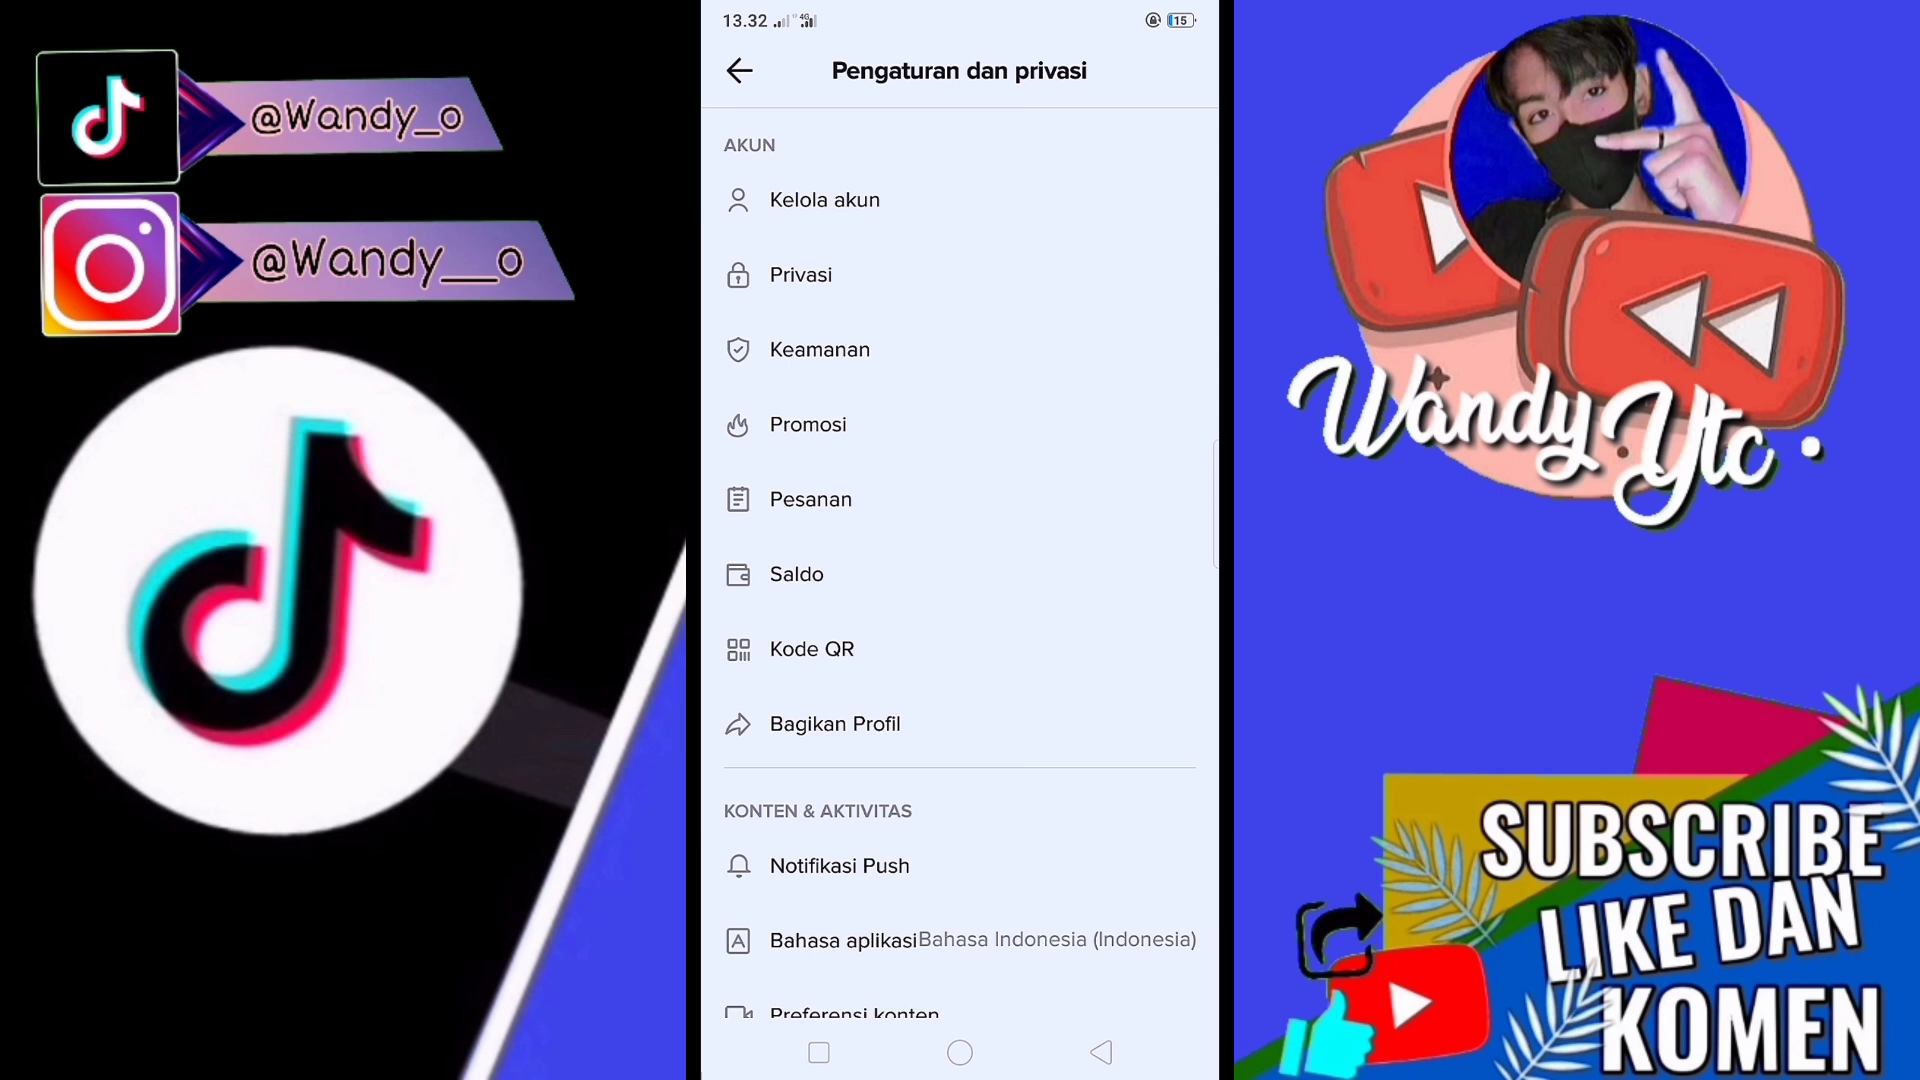 @Wandy_o
@Wandy__o
13.32
4G
15
Pengaturan dan privasi
AKUN
Kelola akun
Privasi
Keamanan
Promosi
Pesanan
Saldo
Kode QR
Bagikan Profil
KONTEN & AKTIVITAS
Notifikasi Push
Bahasa aplikasi Bahasa Indonesia (Indonesia)
Preferensi konten
Wandy Ytc
SUBSCRIBE
LIKE DAN
KOMEN